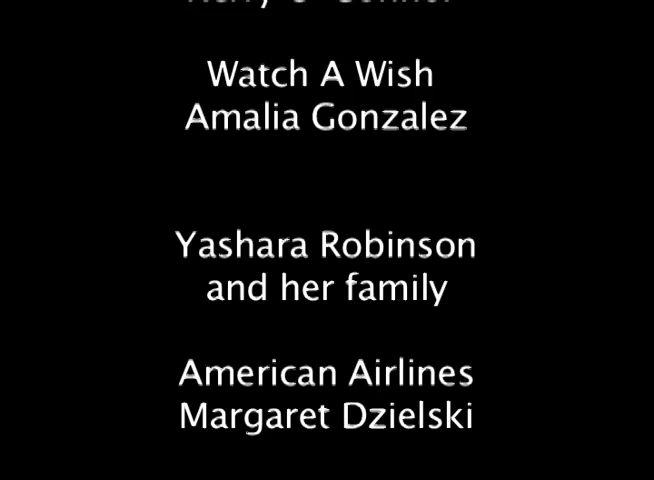 Watch A Wish
Amalia Gonzalez
Yashara Robinson
and her family
American Airlines
Margaret Dzielski